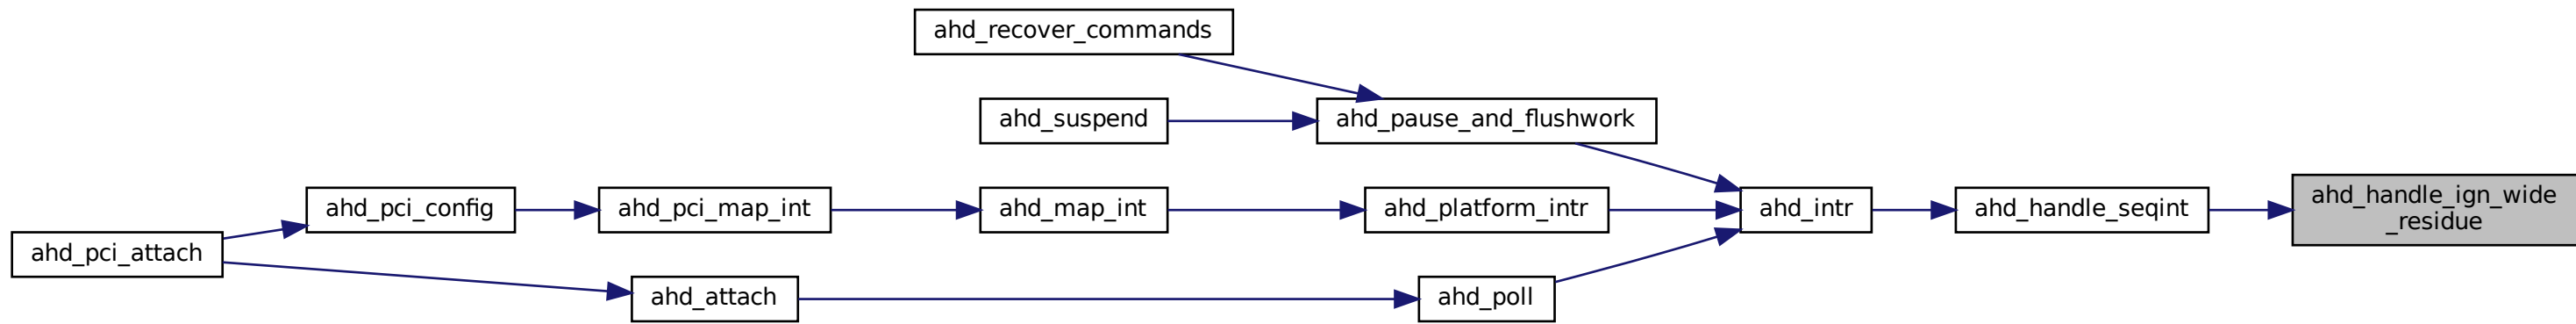 ahd_recover_commands
ahd_suspend
ahd_pause_and_flushwork
ahd_pci_config
ahd_pci_map_int
ahd_map_int
ahd_platform_intr
ahd_intr
ahd_handle_seqint
ahd_handle_ign_wide
_residue
ahd_pci_attach
ahd_attach
ahd_poll